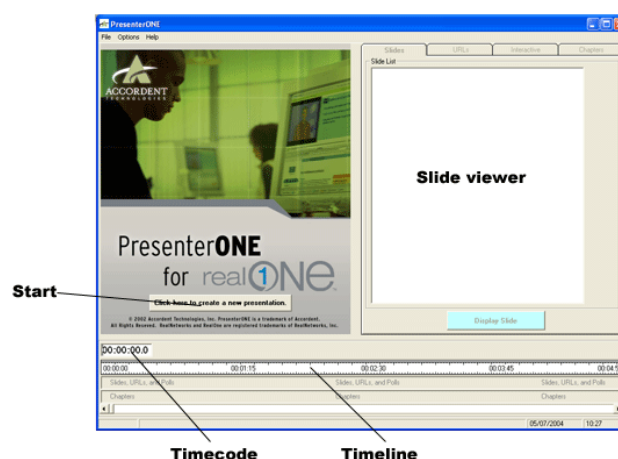 PresenterONE
File Options Help
ACCORDENT
TECHNOLOGIES
Slides URLs Interactive Chapters
Slide List
Slide viewer
PresenterONE
for realONE
Start
Click here to create a new presentation.
© 2002 Accordent Technologies, Inc. PresenterONE is a trademark of Accordent.
All Rights Reserved. RealNetworks and RealOne are registered trademarks of RealNetworks, Inc.
Display Slide
00:00:00.0
00:00:00 00:01:15 00:02:30 00:03:45 00:04:5
Slides, URLs, and Polls Slides, URLs, and Polls Slides, URLs, and Polls
Chapters Chapters Chapters
05/07/2004 10:27
Timecode Timeline